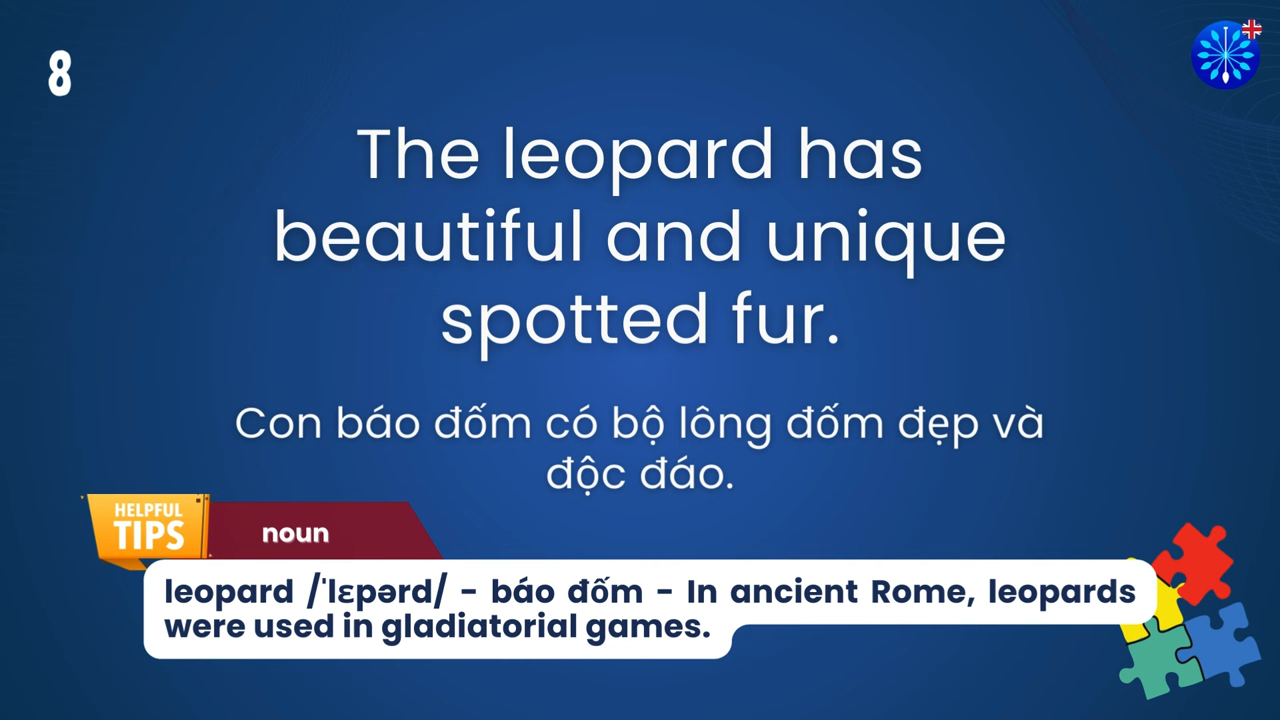 8
The leopard has
beautiful and unique
spotted fur.
Con báo đốm có bộ lông đốm đẹp và
độc đáo.
HELPFUL
TIPS
noun
leopard /ˈlɛpərd/ - báo đốm - In ancient Rome, leopards
were used in gladiatorial games.